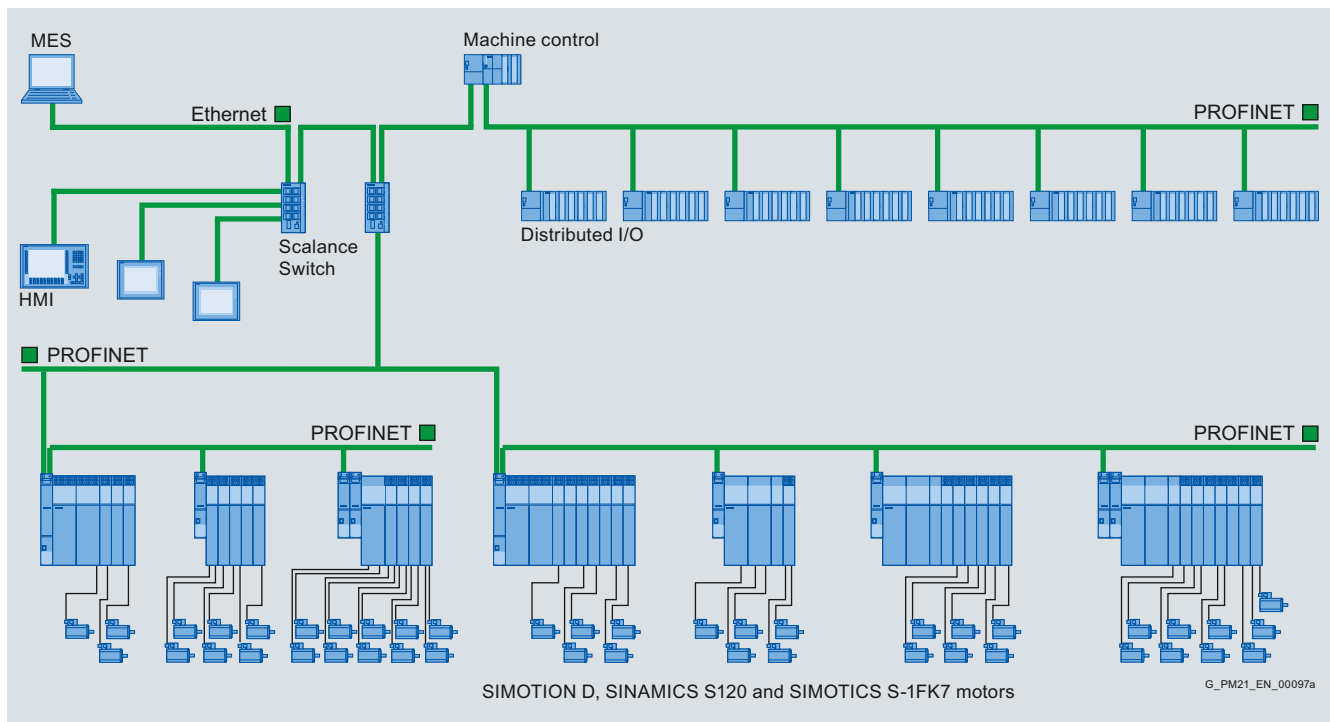 MES
Machine control
Ethernet
PROFINET
Scalance
Switch
Distributed I/O
HMI
PROFINET
PROFINET
PROFINET
SIMOTION D, SINAMICS S120 and SIMOTICS S-1FK7 motors
G_PM21_EN_00097a